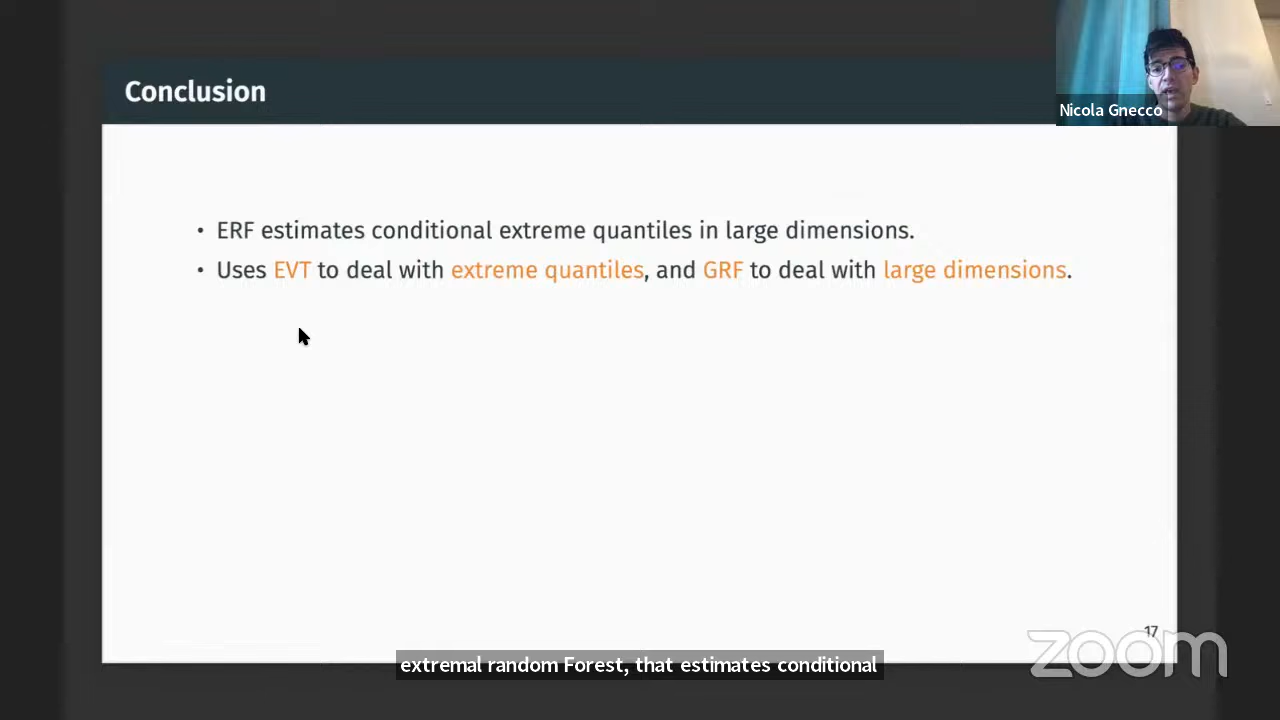 Conclusion
Nicola Gnecco
• ERF estimates conditional extreme quantiles in large dimensions.
• Uses EVT to deal with extreme quantiles, and GRF to deal with large dimensions.
17
zoom
extremal random Forest, that estimates conditional